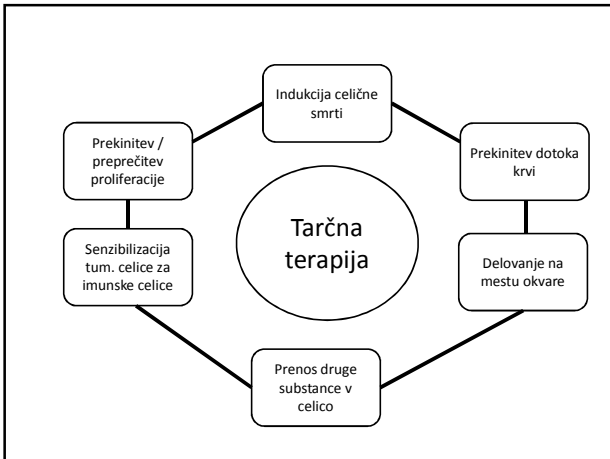 Indukcija celične
smrti
Prekinitev /
preprečitev
proliferacije
Prekinitev dotoka
krvi
Tarčna
terapija
Senzibilizacija
tum. celice za
imunske celice
Delovanje na
mestu okvare
Prenos druge
substance v
celico